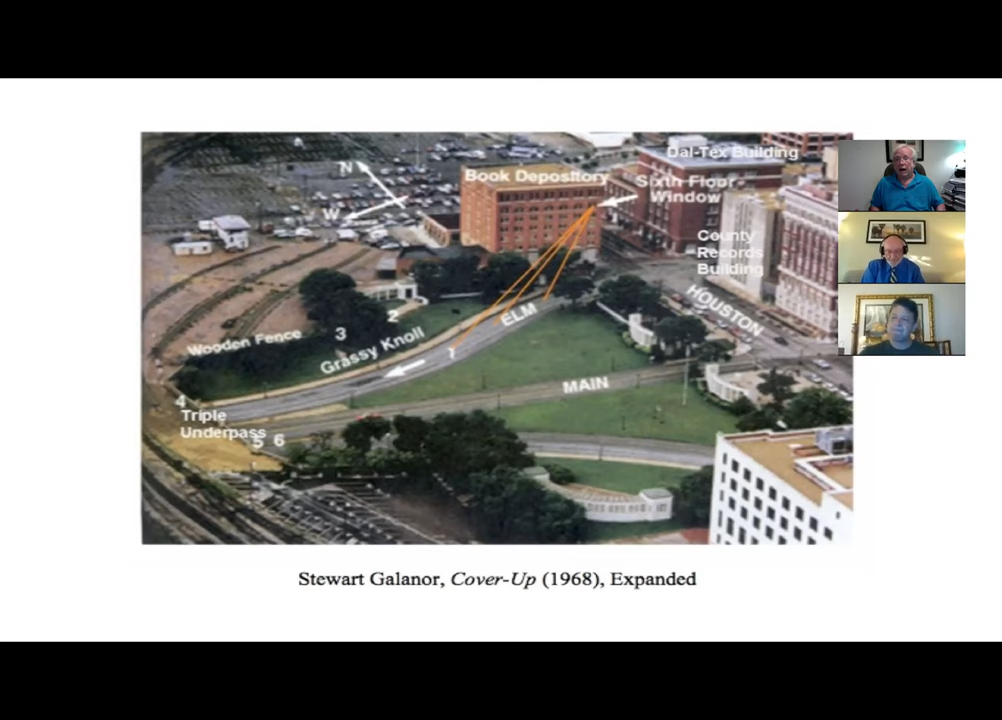 Dal-Tex Building
N
Book Depository
Sixth Floor
Window
W
County
Records
Building
HOUSTON
2
ELM
3
Wooden Fence
Grassy Knoll
1
MAIN
4
Triple
Underpass
5 6
Stewart Galanor, Cover-Up (1968), Expanded